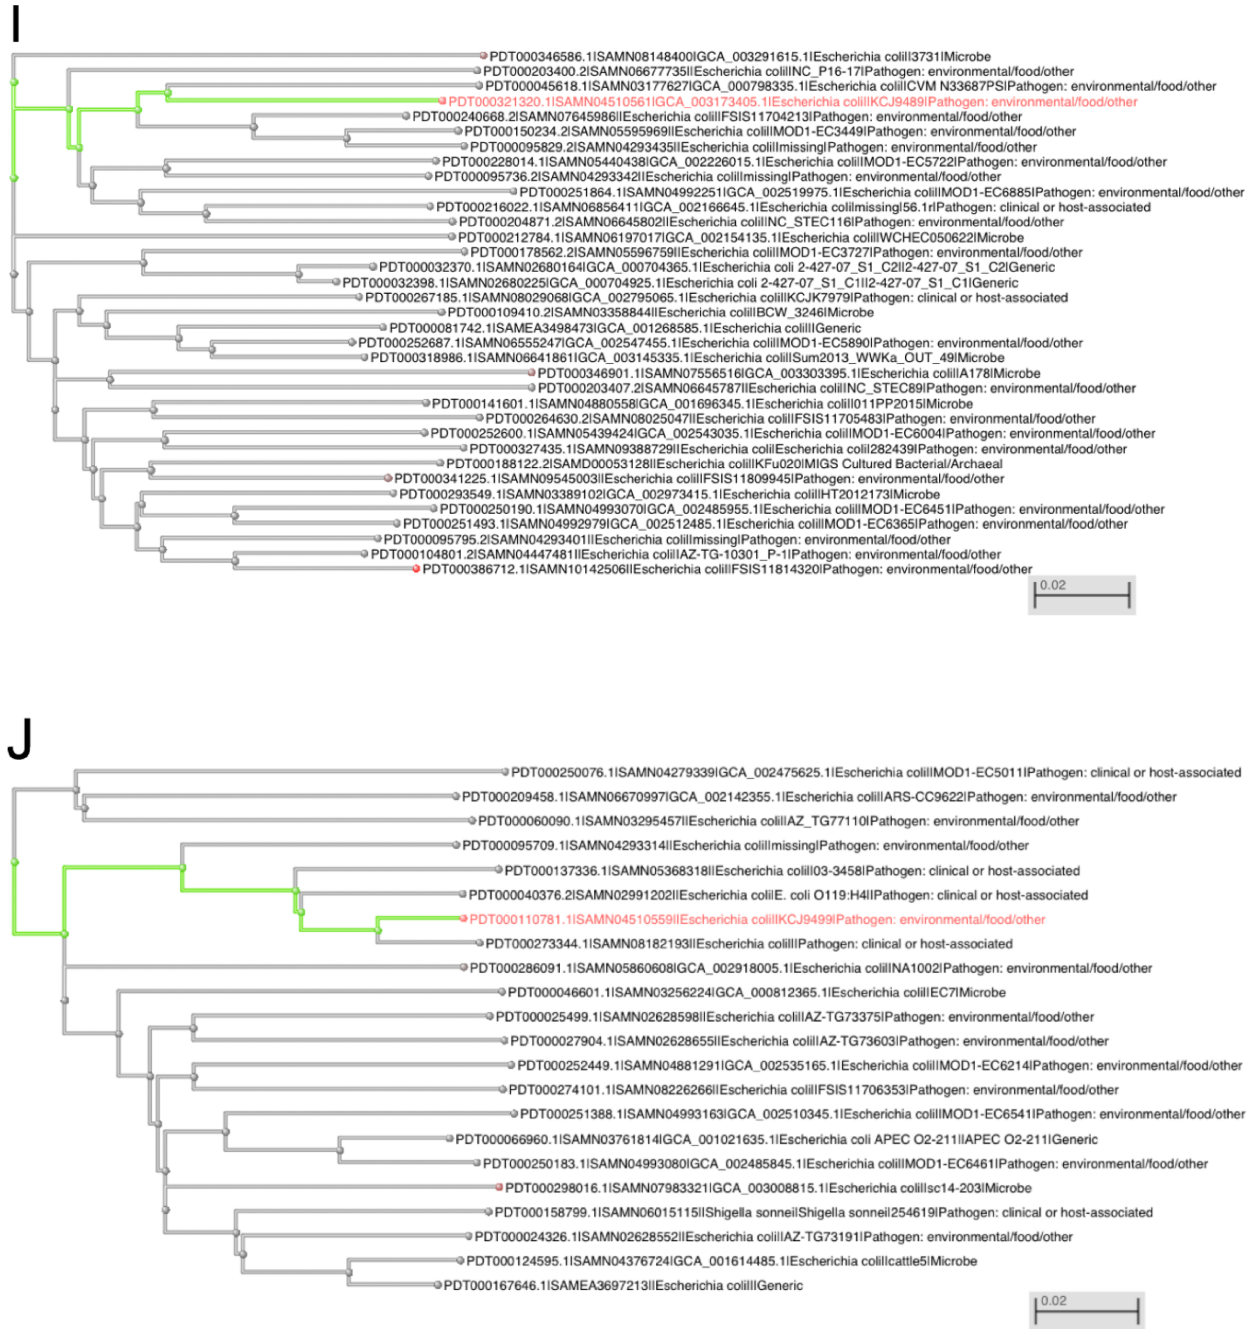 I
PDT000346586.1|SAMN08148400|GCA_003291615.1|Escherichia coli||3731|Microbe
PDT000203400.2|SAMN06677735||Escherichia coli||NC_P16-17|Pathogen: environmental/food/other
PDT000045618.1|SAMN03177627|GCA_000798335.1|Escherichia coli||CVM N33687PS|Pathogen: environmental/food/other
PDT000321320.1|SAMN04510561|GCA_003173405.1|Escherichia coli||KCJ9489|Pathogen: environmental/food/other
PDT000240668.2|SAMN07645986||Escherichia coli||FSIS11704213|Pathogen: environmental/food/other
PDT000150234.2|SAMN05595969||Escherichia coli||MOD1-EC3449|Pathogen: environmental/food/other
PDT000095829.2|SAMN04293435||Escherichia coli||missing|Pathogen: environmental/food/other
PDT000228014.1|SAMN05440438|GCA_002226015.1|Escherichia coli||MOD1-EC5722|Pathogen: environmental/food/other
PDT000095736.2|SAMN04293342||Escherichia coli||missing|Pathogen: environmental/food/other
PDT000251864.1|SAMN04992251|GCA_002519975.1|Escherichia coli||MOD1-EC6885|Pathogen: environmental/food/other
PDT000216022.1|SAMN06856411|GCA_002166645.1|Escherichia coli|missing|56.1r|Pathogen: clinical or host-associated
PDT000204871.2|SAMN06645802||Escherichia coli||NC_STEC116|Pathogen: environmental/food/other
PDT000212784.1|SAMN06197017|GCA_002154135.1|Escherichia coli||WCHEC050622|Microbe
PDT000178562.2|SAMN05596759||Escherichia coli||MOD1-EC3727|Pathogen: environmental/food/other
PDT000032370.1|SAMN02680164|GCA_000704365.1|Escherichia coli 2-427-07_S1_C2||2-427-07_S1_C2|Generic
PDT000032398.1|SAMN02680225|GCA_000704925.1|Escherichia coli 2-427-07_S1_C1||2-427-07_S1_C1|Generic
PDT000267185.1|SAMN08029068|GCA_002795065.1|Escherichia coli||KCJK7979|Pathogen: clinical or host-associated
PDT000109410.2|SAMN03358844||Escherichia coli||BCW_3246|Microbe
PDT000081742.1|SAMEA3498473|GCA_001268585.1|Escherichia coli|||Generic
PDT000252687.1|SAMN06555247|GCA_002547455.1|Escherichia coli||MOD1-EC5890|Pathogen: environmental/food/other
PDT000318986.1|SAMN06641861|GCA_003145335.1|Escherichia coli||Sum2013_WWKa_OUT_49|Microbe
PDT000346901.1|SAMN07556516|GCA_003303395.1|Escherichia coli||A178|Microbe
PDT000203407.2|SAMN06645787||Escherichia coli||NC_STEC89|Pathogen: environmental/food/other
PDT000141601.1|SAMN04880558|GCA_001696345.1|Escherichia coli||011PP2015|Microbe
PDT000264630.2|SAMN08025047||Escherichia coli||FSIS11705483|Pathogen: environmental/food/other
PDT000252600.1|SAMN05439424|GCA_002543035.1|Escherichia coli||MOD1-EC6004|Pathogen: environmental/food/other
PDT000327435.1|SAMN09388729||Escherichia coli|Escherichia coli|282439|Pathogen: environmental/food/other
PDT000188122.2|SAMD00053128||Escherichia coli||KFu020|MIGS Cultured Bacterial/Archaeal
PDT000341225.1|SAMN09545003||Escherichia coli||FSIS11809945|Pathogen: environmental/food/other
PDT000293549.1|SAMN03389102|GCA_002973415.1|Escherichia coli||HT2012173|Microbe
PDT000250190.1|SAMN04993070|GCA_002485955.1|Escherichia coli||MOD1-EC6451|Pathogen: environmental/food/other
PDT000251493.1|SAMN04992979|GCA_002512485.1|Escherichia coli||MOD1-EC6365|Pathogen: environmental/food/other
PDT000095795.2|SAMN04293401||Escherichia coli||missing|Pathogen: environmental/food/other
PDT000104801.2|SAMN04447481||Escherichia coli||AZ-TG-10301_P-1|Pathogen: environmental/food/other
PDT000386712.1|SAMN10142506||Escherichia coli||FSIS11814320|Pathogen: environmental/food/other
0.02
J
PDT000250076.1|SAMN04279339|GCA_002475625.1|Escherichia coli||MOD1-EC5011|Pathogen: clinical or host-associated
PDT000209458.1|SAMN06670997|GCA_002142355.1|Escherichia coli||ARS-CC9622|Pathogen: environmental/food/other
PDT000060090.1|SAMN03295457||Escherichia coli||AZ_TG77110|Pathogen: environmental/food/other
PDT000095709.1|SAMN04293314||Escherichia coli||missing|Pathogen: environmental/food/other
PDT000137336.1|SAMN05368318||Escherichia coli||03-3458|Pathogen: clinical or host-associated
PDT000040376.2|SAMN02991202||Escherichia coli|E. coli O119:H4||Pathogen: clinical or host-associated
PDT000110781.1|SAMN04510559||Escherichia coli||KCJ9499|Pathogen: environmental/food/other
PDT000273344.1|SAMN08182193||Escherichia coli|||Pathogen: clinical or host-associated
PDT000286091.1|SAMN05860608|GCA_002918005.1|Escherichia coli||NA1002|Pathogen: environmental/food/other
PDT000046601.1|SAMN03256224|GCA_000812365.1|Escherichia coli||EC7|Microbe
PDT000025499.1|SAMN02628598||Escherichia coli||AZ-TG73375|Pathogen: environmental/food/other
PDT000027904.1|SAMN02628655||Escherichia coli||AZ-TG73603|Pathogen: environmental/food/other
PDT000252449.1|SAMN04881291|GCA_002535165.1|Escherichia coli||MOD1-EC6214|Pathogen: environmental/food/other
PDT000274101.1|SAMN08226266||Escherichia coli||FSIS11706353|Pathogen: environmental/food/other
PDT000251388.1|SAMN04993163|GCA_002510345.1|Escherichia coli||MOD1-EC6541|Pathogen: environmental/food/other
PDT000066960.1|SAMN03761814|GCA_001021635.1|Escherichia coli APEC O2-211||APEC O2-211|Generic
PDT000250183.1|SAMN04993080|GCA_002485845.1|Escherichia coli||MOD1-EC6461|Pathogen: environmental/food/other
PDT000298016.1|SAMN07983321|GCA_003008815.1|Escherichia coli||sc14-203|Microbe
PDT000158799.1|SAMN06015115||Shigella sonnei|Shigella sonnei|254619|Pathogen: clinical or host-associated
PDT000024326.1|SAMN02628552||Escherichia coli||AZ-TG73191|Pathogen: environmental/food/other
PDT000124595.1|SAMN04376724|GCA_001614485.1|Escherichia coli||cattle5|Microbe
PDT000167646.1|SAMEA3697213||Escherichia coli|||Generic
0.02